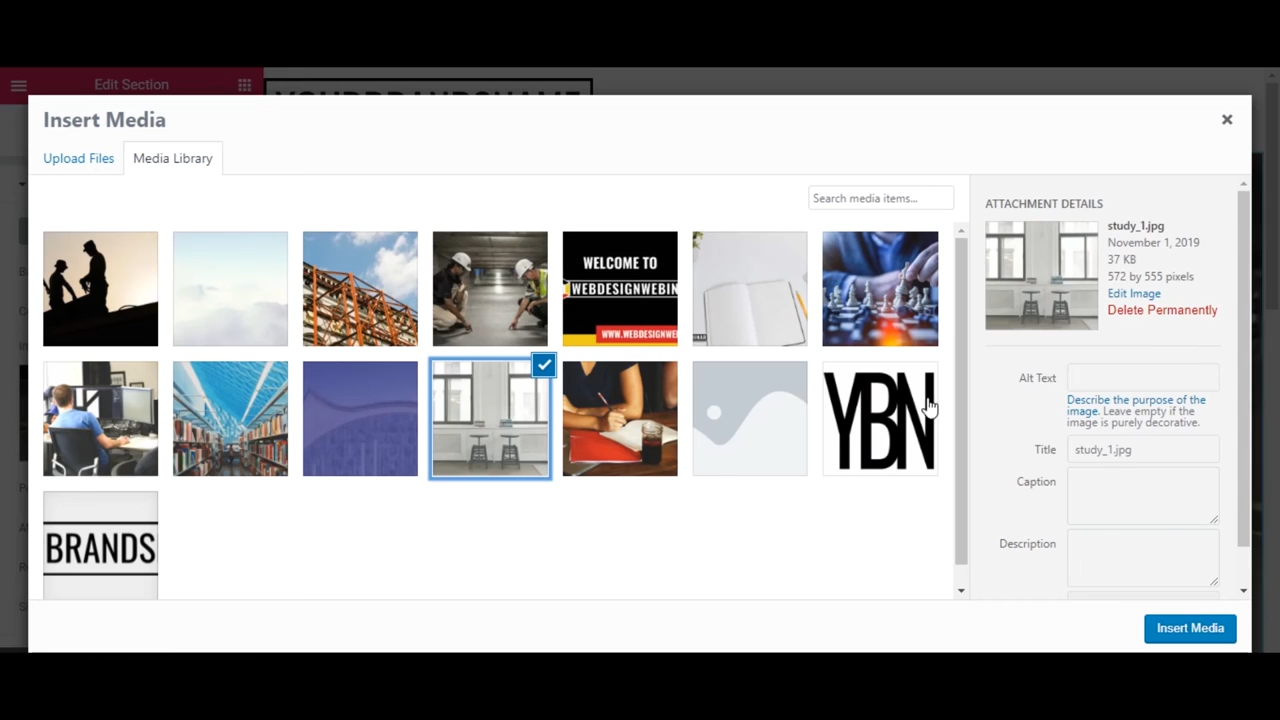 Edit Section
YOURBRANDSNAME
Insert Media
Upload Files
Media Library
Search media items...
WELCOME TO
WEBDESIGNWEBIN
WWW.WEBDESIGNWE
YBN
BRANDS
ATTACHMENT DETAILS
study_1.jpg
November 1, 2019
37 KB
572 by 555 pixels
Edit Image
Delete Permanently
Alt Text
Describe the purpose of the
image. Leave empty if the
image is purely decorative.
Title
study_1.jpg
Caption
Description
Insert Media